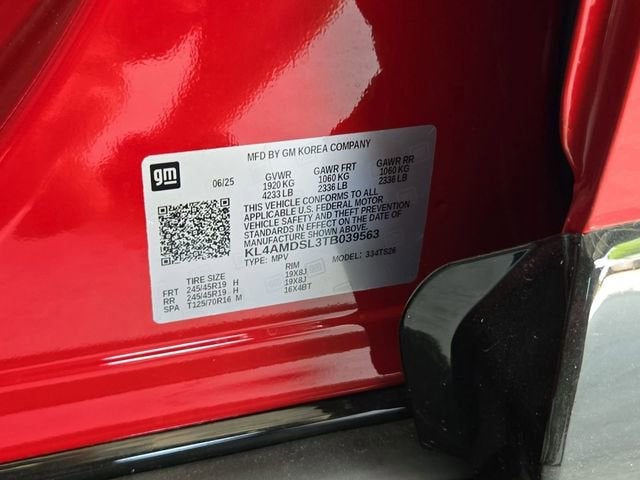 MFD BY GM KOREA COMPANY
gm
06/25 GVWR GAWR FRT GAWR RR
1920 KG 1060 KG 1060 KG
4233 LB 2336 LB 2336 LB
THIS VEHICLE CONFORMS TO ALL
APPLICABLE U.S. FEDERAL MOTOR
VEHICLE SAFETY AND THEFT PREVENTION
STANDARDS IN EFFECT ON THE DATE OF
MANUFACTURE SHOWN ABOVE.
KL4AMDSL3TB039563
TYPE: MPV MODEL: 334TS26
TIRE SIZE RIM
FRT 245/45R19 H 19X8J
RR 245/45R19 H 19X8J
SPA T125/70R16 M 16X4BT